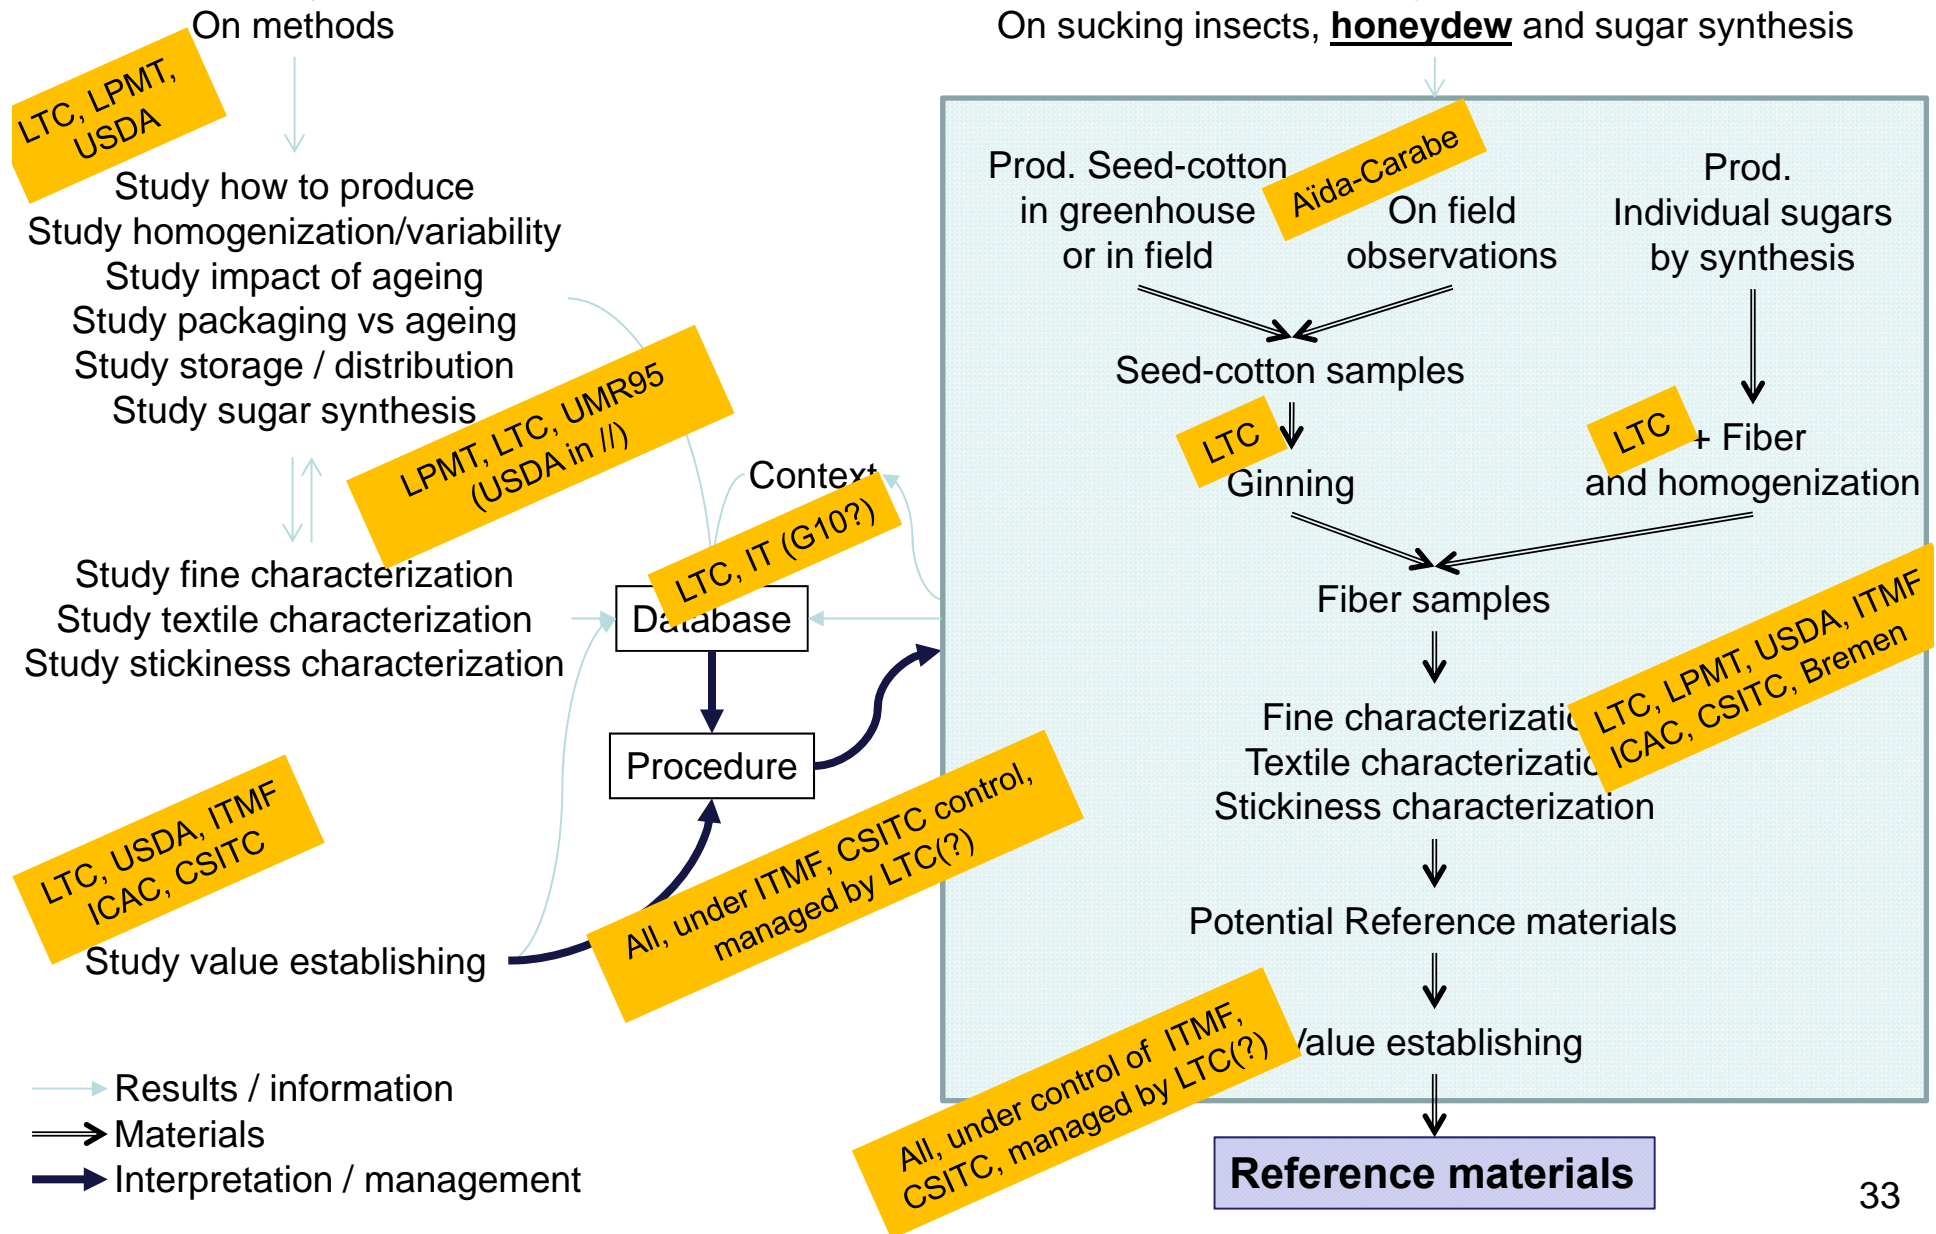 On methods
On sucking insects, honeydew and sugar synthesis
LTC, LPMT,
USDA
Study how to produce
Study homogenization/variability
Study impact of ageing
Study packaging vs ageing
Study storage / distribution
Study sugar synthesis
LPMT, LTC, UMR95
(USDA in //)
Study fine characterization
Study textile characterization
Study stickiness characterization
LTC, USDA, ITMF
ICAC, CSITC
Study value establishing
Context
LTC, IT (G10?)
Database
Procedure
All, under ITMF, CSITC control,
managed by LTC(?)
Prod. Seed-cotton
in greenhouse
or in field
Aïda-Carabe
On field
observations
Prod.
Individual sugars
by synthesis
Seed-cotton samples
LTC
Ginning
LTC
+ Fiber
and homogenization
Fiber samples
LTC, LPMT, USDA, ITMF
ICAC, CSITC, Bremen
Fine characterizatio
Textile characterizatio
Stickiness characterization
Potential Reference materials
Value establishing
All, under control of ITMF,
CSITC, managed by LTC(?)
Reference materials
Results / information
Materials
Interpretation / management
33